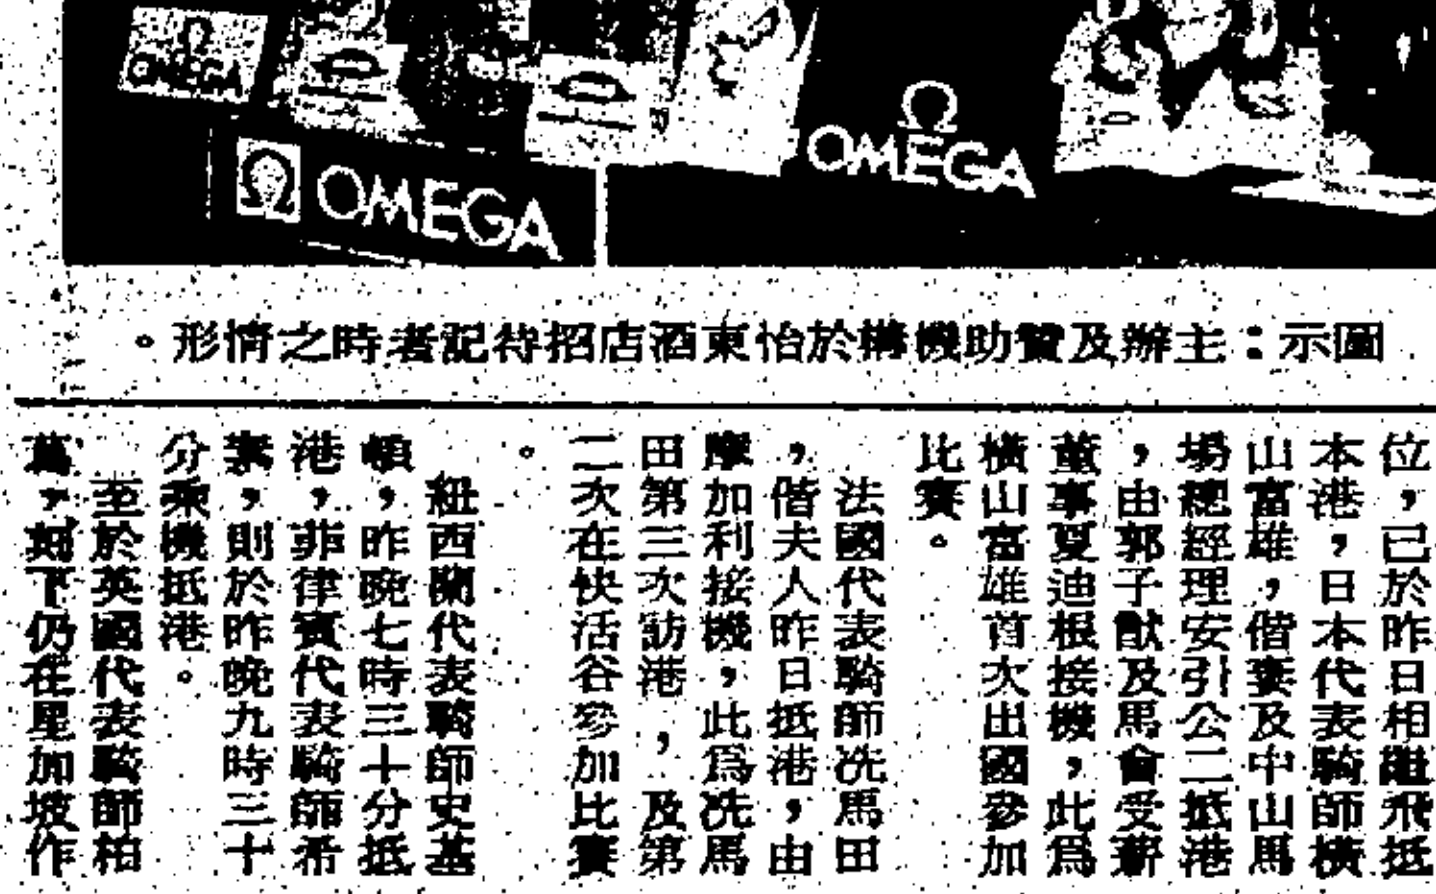 OMEGA
OMEGA
OMEGA
圖示：主辦及贊助機構於怡東酒店招待記者時之情形。
位，已於昨日相繼飛抵
本港，日本代表騎師橫
山富雄，偕妻及中山馬
場總經理安引公二抵港
，由郭子猷及馬會受薪
董事夏迪根接機，此爲
橫山富雄首次出國參加
比賽。
法國代表騎師冼馬田
，偕夫人昨日抵港，由
摩加利接機，此爲冼馬
田第三次訪港，及第
二次在快活谷參加比賽
。
紐西蘭代表騎師史基
頓，昨晚七時三十分抵
港，菲律賓代表騎師希
素，則於昨晚九時三十
分乘機抵港。
至於英國代表騎師柏
萬，刻下仍在星加坡作